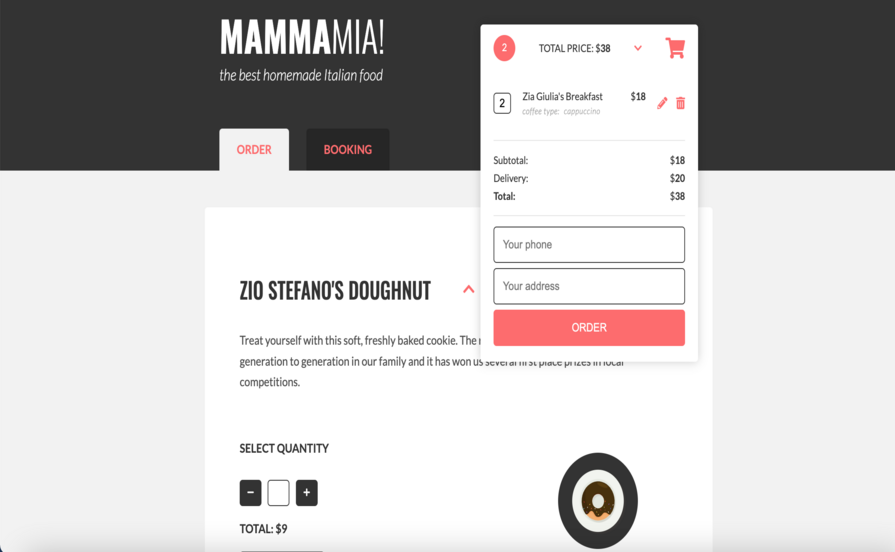 MAMMAMIA!
the best homemade Italian food
ORDER
BOOKING
2
TOTAL PRICE: $38
2
Zia Giulia's Breakfast
$18
coffee type: cappuccino
Subtotal:
$18
Delivery:
$20
Total:
$38
Your phone
Your address
ORDER
ZIO STEFANO'S DOUGHNUT
Treat yourself with this soft, freshly baked cookie. The
generation to generation in our family and it has won us several first place prizes in local
competitions.
SELECT QUANTITY
−
+
TOTAL: $9